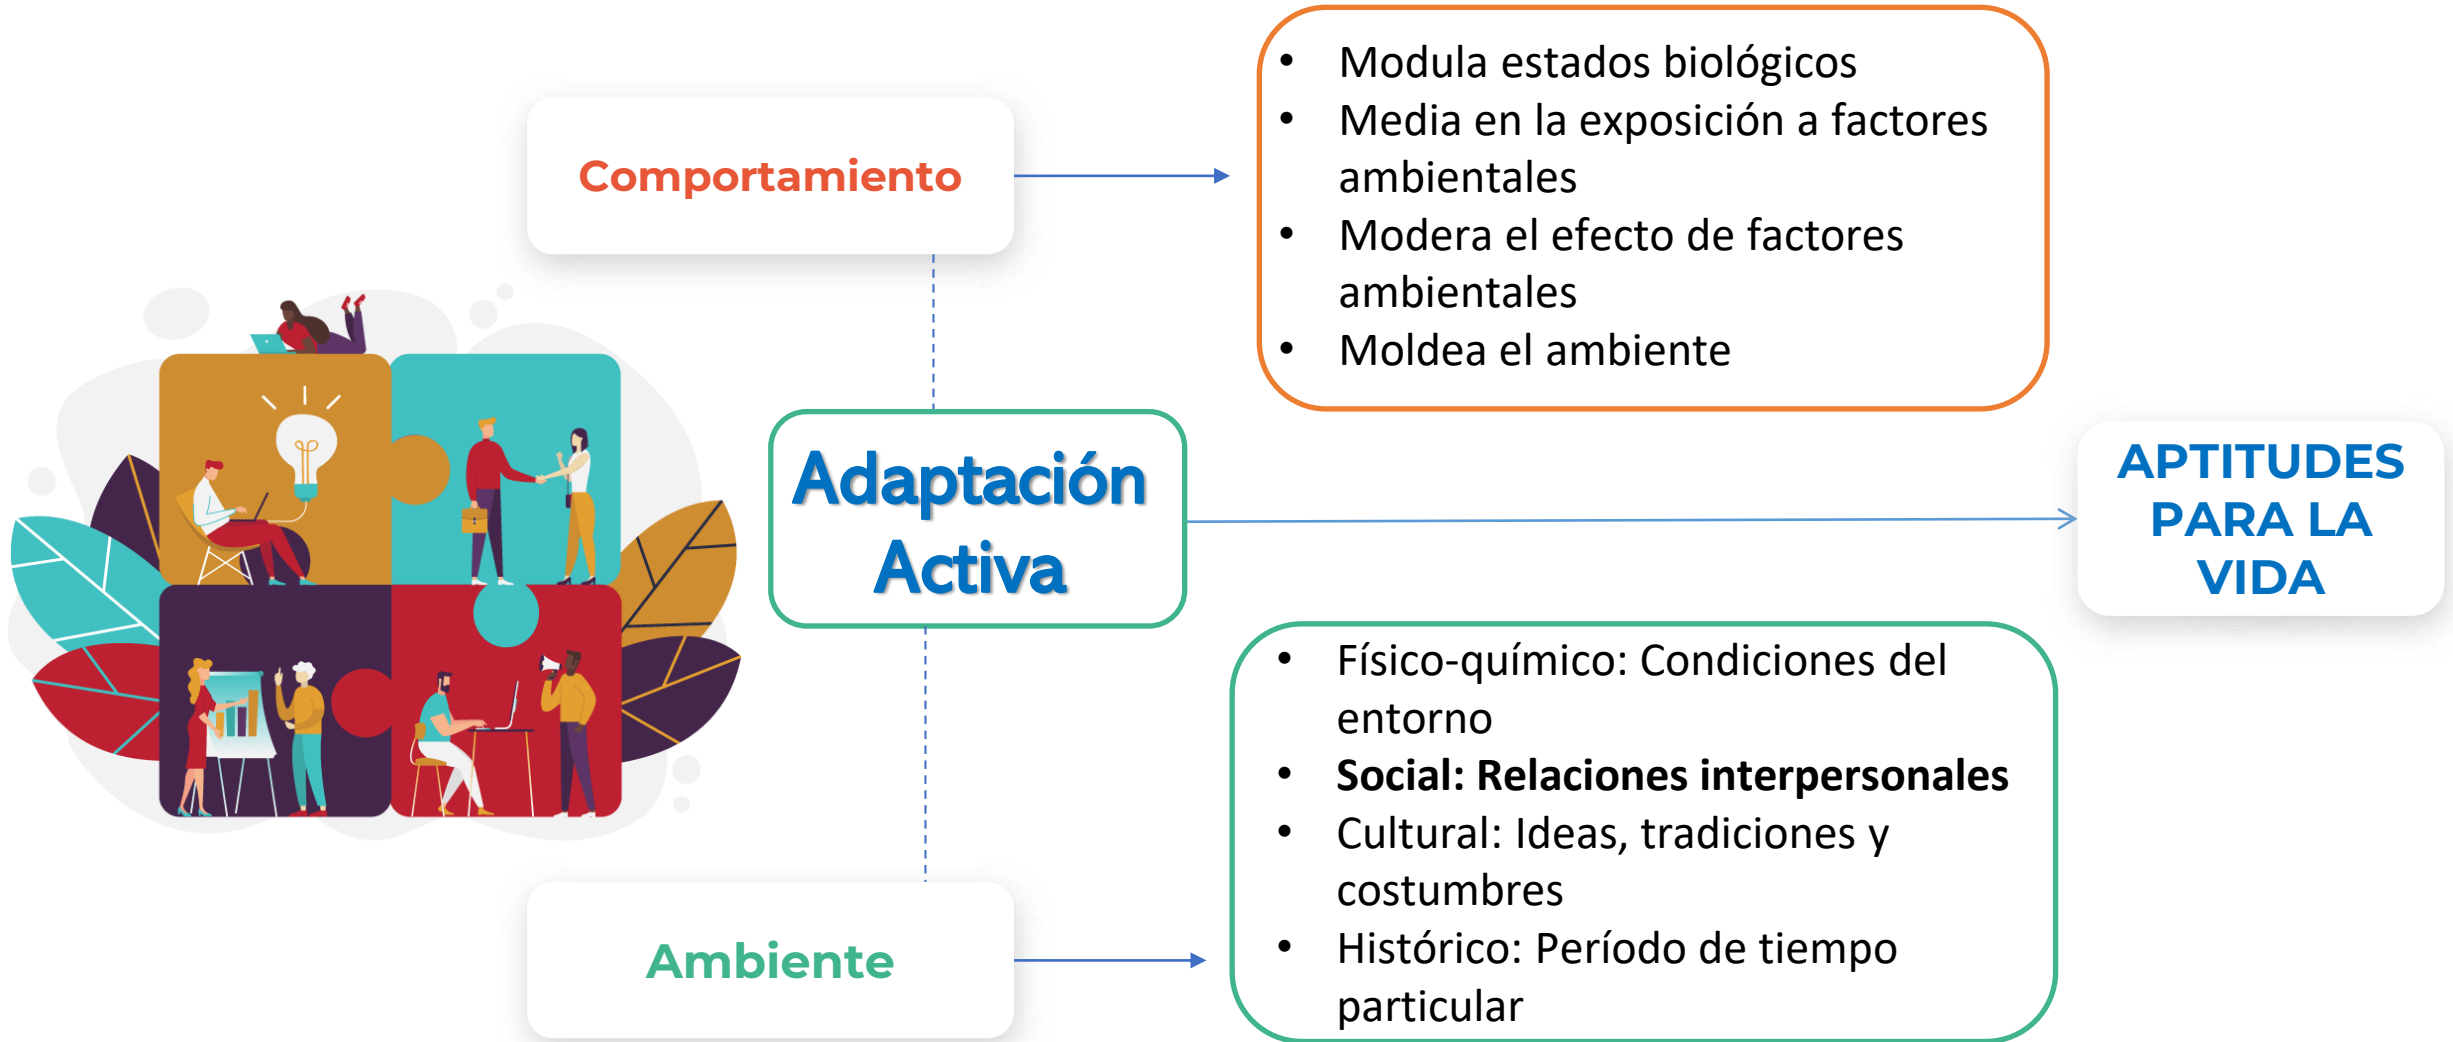 Comportamiento
• Modula estados biológicos
• Media en la exposición a factores
ambientales
• Modera el efecto de factores
ambientales
• Moldea el ambiente
Adaptación
Activa
APTITUDES
PARA LA
VIDA
Ambiente
• Físico-químico: Condiciones del
entorno
• Social: Relaciones interpersonales
• Cultural: Ideas, tradiciones y
costumbres
• Histórico: Período de tiempo
particular